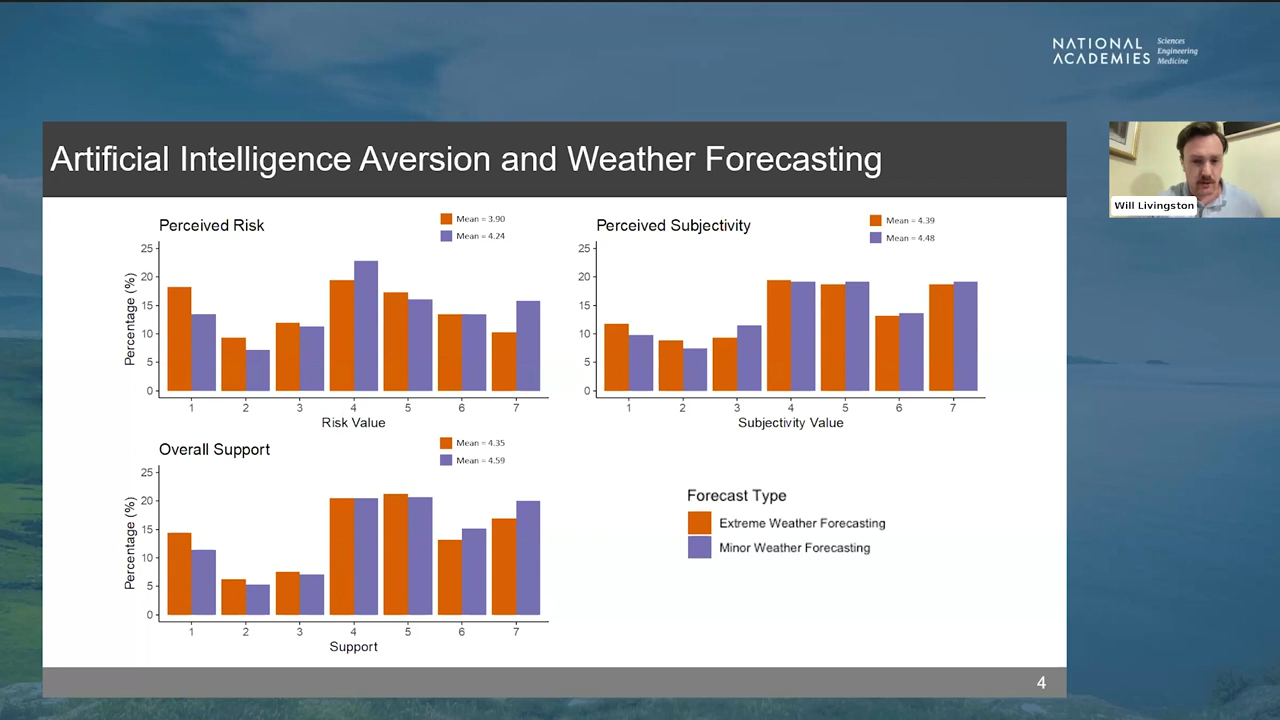 NATIONAL ACADEMIES
Sciences
Engineering
Medicine
Artificial Intelligence Aversion and Weather Forecasting
Will Livingston
Perceived Risk
Mean = 3.90
Mean = 4.24
Percentage (%)
25
20
15
10
5
0
1 2 3 4 5 6 7
Risk Value
Perceived Subjectivity
Mean = 4.39
Mean = 4.48
25
20
15
10
5
0
1 2 3 4 5 6 7
Subjectivity Value
Overall Support
Mean = 4.35
Mean = 4.59
Percentage (%)
25
20
15
10
5
0
1 2 3 4 5 6 7
Support
Forecast Type
Extreme Weather Forecasting
Minor Weather Forecasting
4